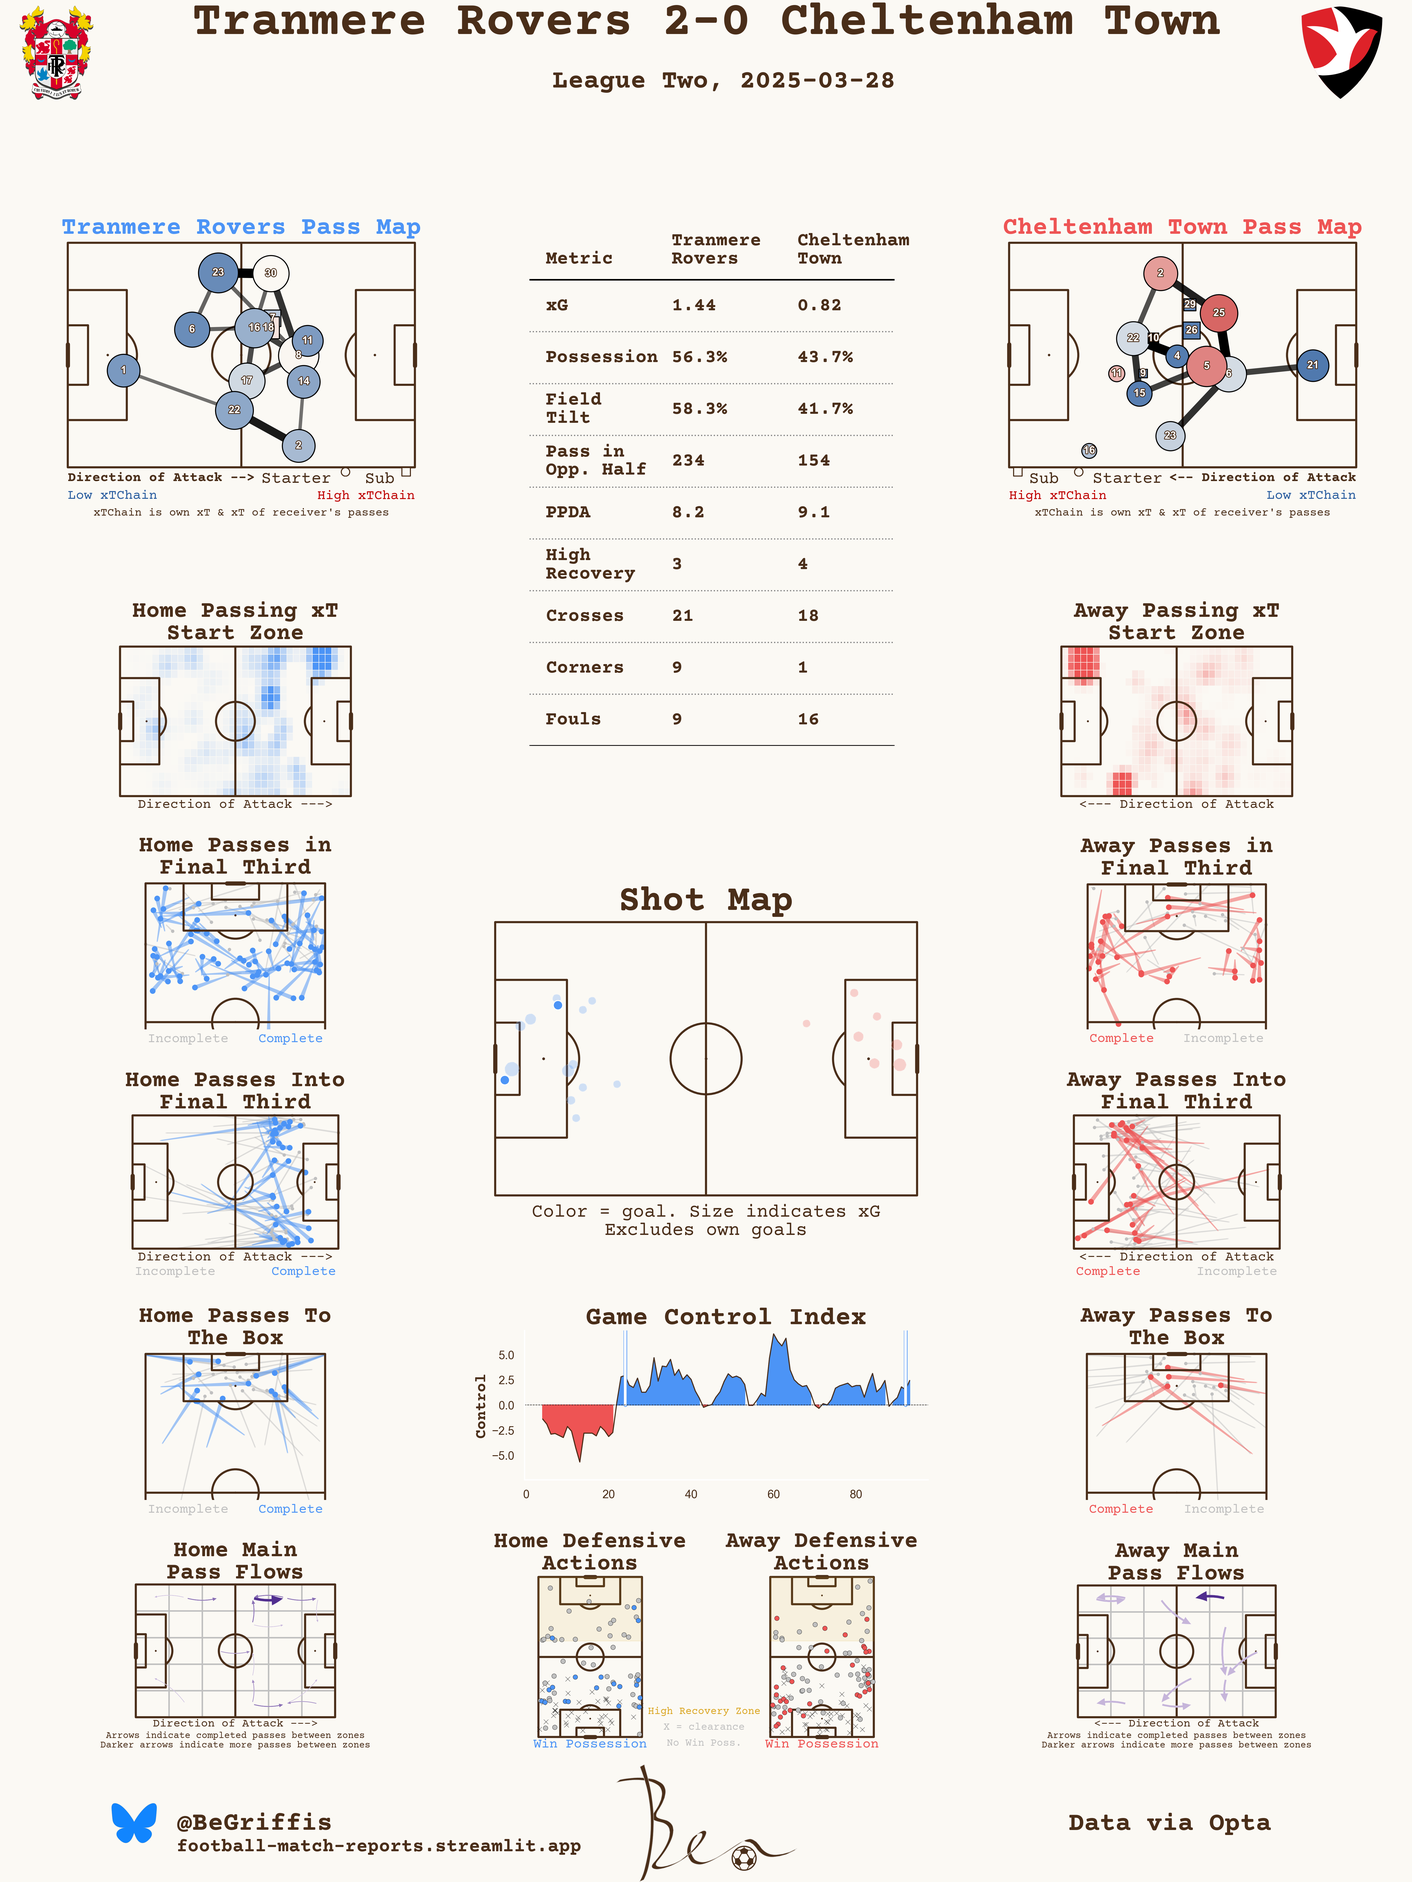 Tranmere Rovers 2-0 Cheltenham Town
League Two, 2025-03-28
Tranmere Rovers Pass Map
23
30
6
16
18
7
11
8
1
17
14
22
2
Direction of Attack --> Starter Sub
Low xTChain High xTChain
xTChain is own xT & xT of receiver's passes
Metric Tranmere Rovers Cheltenham Town
xG 1.44 0.82
Possession 56.3% 43.7%
Field Tilt 58.3% 41.7%
Pass in Opp. Half 234 154
PPDA 8.2 9.1
High Recovery 3 4
Crosses 21 18
Corners 9 1
Fouls 9 16
Cheltenham Town Pass Map
2
29
25
26
22
10
4
5
6
21
11
9
15
23
16
Sub Starter <-- Direction of Attack
High xTChain Low xTChain
xTChain is own xT & xT of receiver's passes
Home Passing xT
Start Zone
Direction of Attack --->
Away Passing xT
Start Zone
<--- Direction of Attack
Home Passes in
Final Third
Incomplete Complete
Away Passes in
Final Third
Complete Incomplete
Shot Map
Color = goal. Size indicates xG
Excludes own goals
Home Passes Into
Final Third
Direction of Attack --->
Incomplete Complete
Away Passes Into
Final Third
<--- Direction of Attack
Complete Incomplete
Home Passes To
The Box
Incomplete Complete
Game Control Index
Control
5.0
2.5
0.0
−2.5
−5.0
0 20 40 60 80
Away Passes To
The Box
Complete Incomplete
Home Main
Pass Flows
Direction of Attack --->
Arrows indicate completed passes between zones
Darker arrows indicate more passes between zones
Home Defensive
Actions
Win Possession
Away Defensive
Actions
Win Possession
High Recovery Zone
X = clearance
No Win Poss.
Away Main
Pass Flows
<--- Direction of Attack
Arrows indicate completed passes between zones
Darker arrows indicate more passes between zones
@BeGriffis
football-match-reports.streamlit.app
Ben
Data via Opta